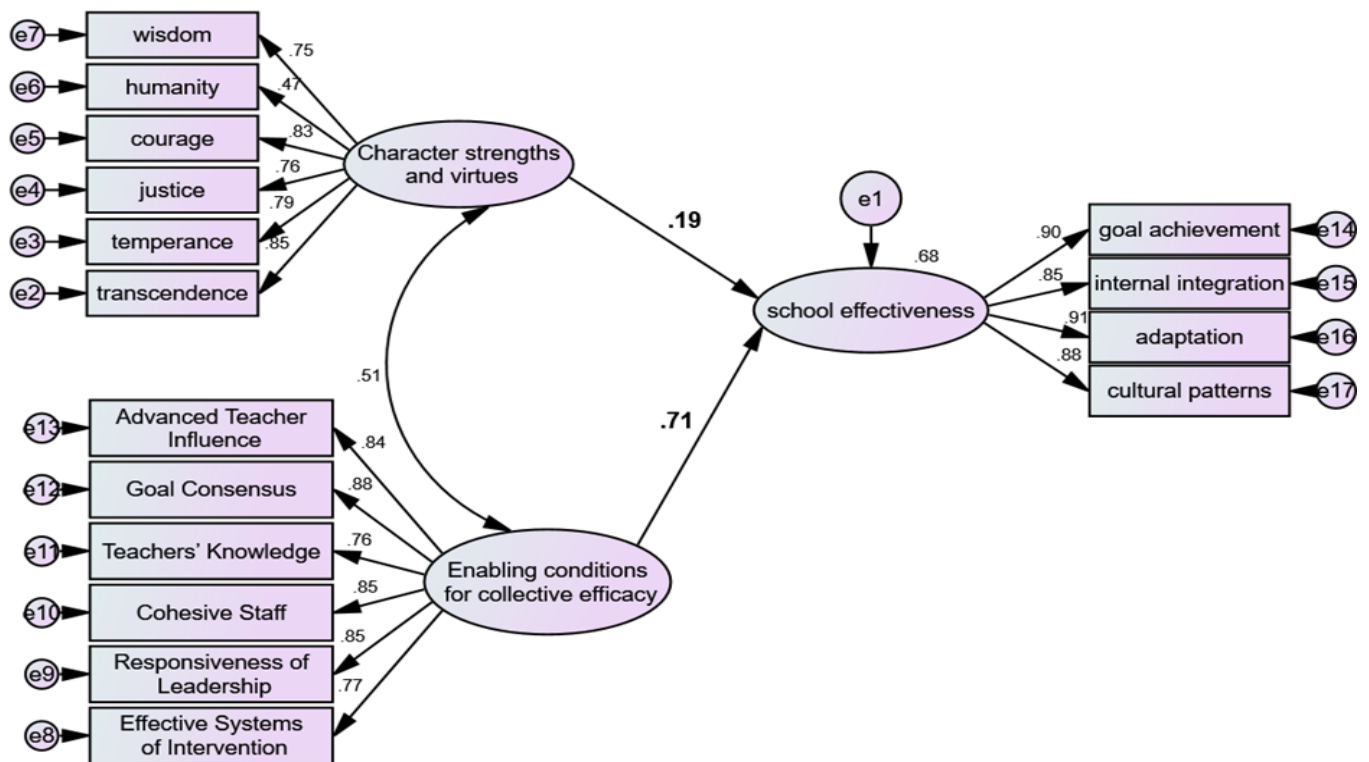 e7
wisdom
.75
e6
humanity
.47
e5
courage
.83
e4
justice
.76
e3
temperance
.79
e2
transcendence
.85
Character strengths
and virtues
.19
e1
.68
school effectiveness
.90
goal achievement
e14
.85
internal integration
e15
.91
adaptation
e16
.88
cultural patterns
e17
.51
.71
e13
Advanced Teacher
Influence
.84
e12
Goal Consensus
.88
e11
Teachers’ Knowledge
.76
e10
Cohesive Staff
.85
e9
Responsiveness of
Leadership
.85
e8
Effective Systems
of Intervention
.77
Enabling conditions
for collective efficacy